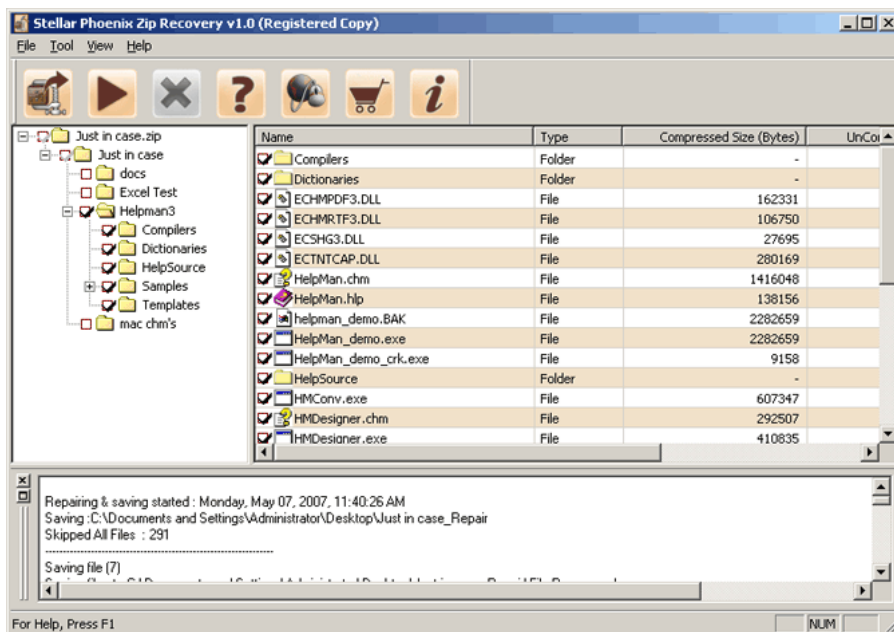 Stellar Phoenix Zip Recovery v1.0 (Registered Copy)
File Tool View Help
Just in case.zip
Just in case
docs
Excel Test
Helpman3
Compilers
Dictionaries
HelpSource
Samples
Templates
mac chm's
Name Type Compressed Size (Bytes) UnCo
Compilers Folder -
Dictionaries Folder -
ECHMPDF3.DLL File 162331
ECHMRTF3.DLL File 106750
ECSHG3.DLL File 27695
ECTNTCAP.DLL File 280169
HelpMan.chm File 1416048
HelpMan.hlp File 138156
helpman_demo.BAK File 2282659
HelpMan_demo.exe File 2282659
HelpMan_demo_crk.exe File 9158
HelpSource Folder -
HMConv.exe File 607347
HMDesigner.chm File 292507
HMDesigner.exe File 410835
Repairing & saving started : Monday, May 07, 2007, 11:40:26 AM
Saving :C:\Documents and Settings\Administrator\Desktop\Just in case_Repair
Skipped All Files : 291
--------------------------------------------------------------------------
Saving file (7)
For Help, Press F1 NUM